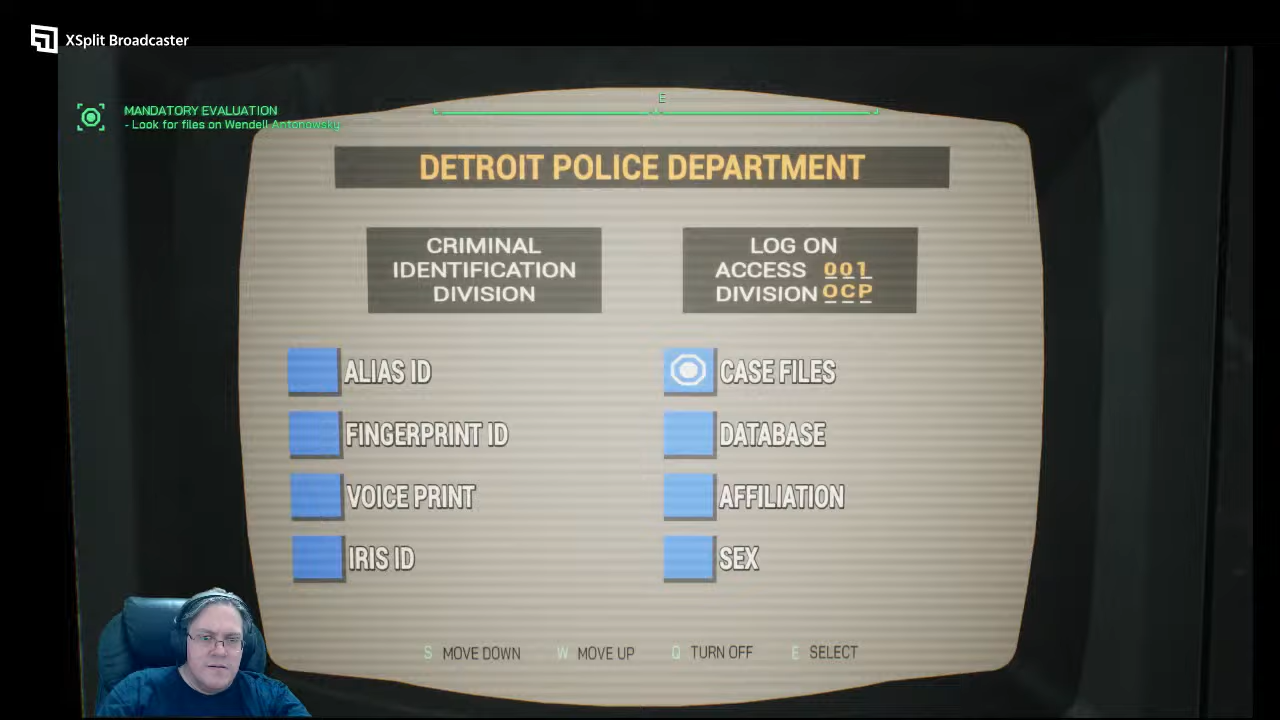 XSplit Broadcaster
MANDATORY EVALUATION
- Look for files on Wendell Antonowsky
E
DETROIT POLICE DEPARTMENT
CRIMINAL
IDENTIFICATION
DIVISION
LOG ON
ACCESS 001
DIVISION OCP
ALIAS ID
FINGERPRINT ID
VOICE PRINT
IRIS ID
CASE FILES
DATABASE
AFFILIATION
SEX
S MOVE DOWN W MOVE UP Q TURN OFF E SELECT